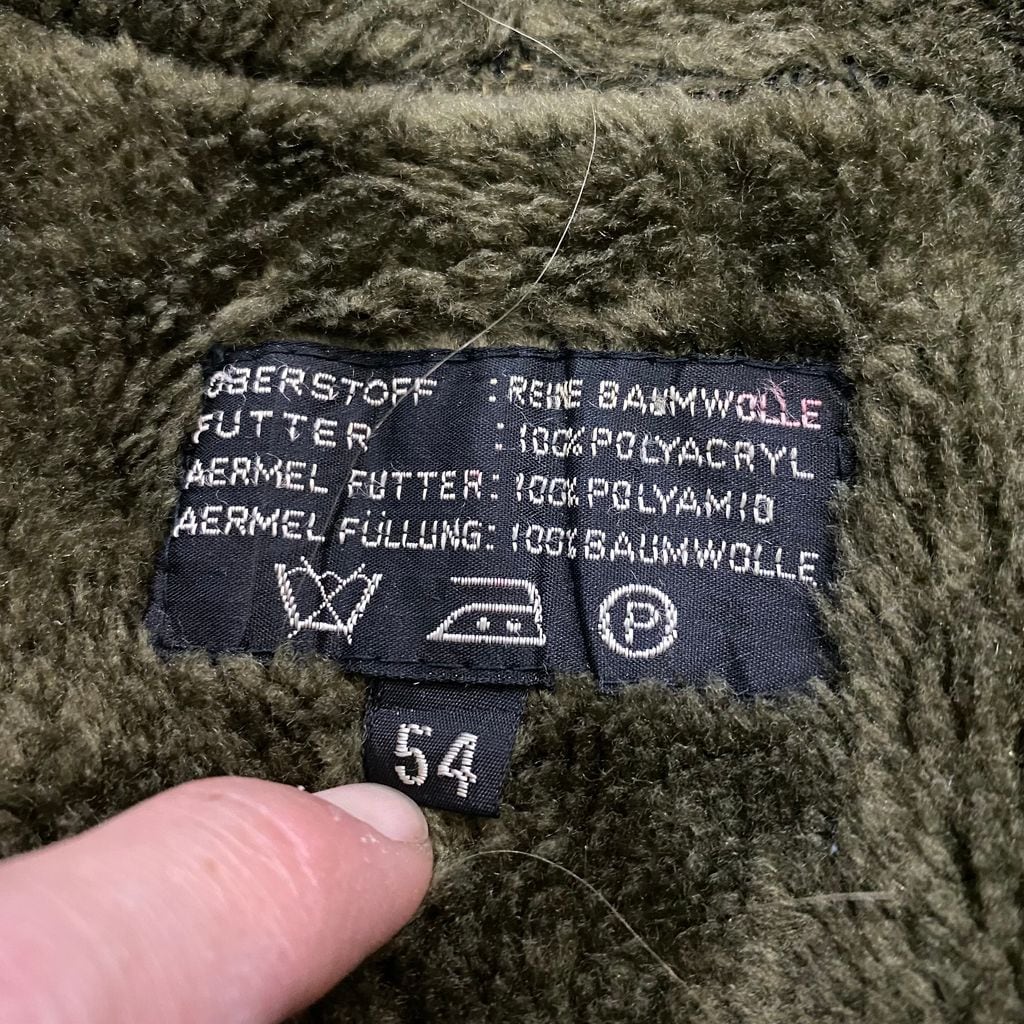 OBERSTOFF : REINE BAUMWOLLE
FUTTER : 100% POLYACRYL
AERMEL FUTTER: 100% POLYAMID
AERMEL FÜLLUNG: 100% BAUMWOLLE
P
54